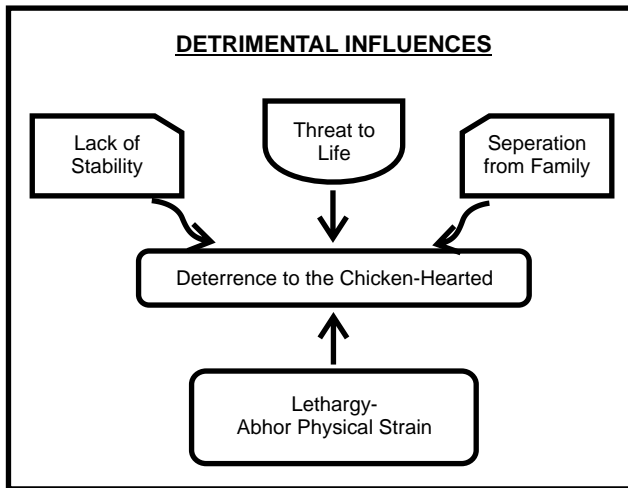 DETRIMENTAL INFLUENCES
Lack of
Stability
Threat to
Life
Seperation
from Family
Deterrence to the Chicken-Hearted
Lethargy-
Abhor Physical Strain